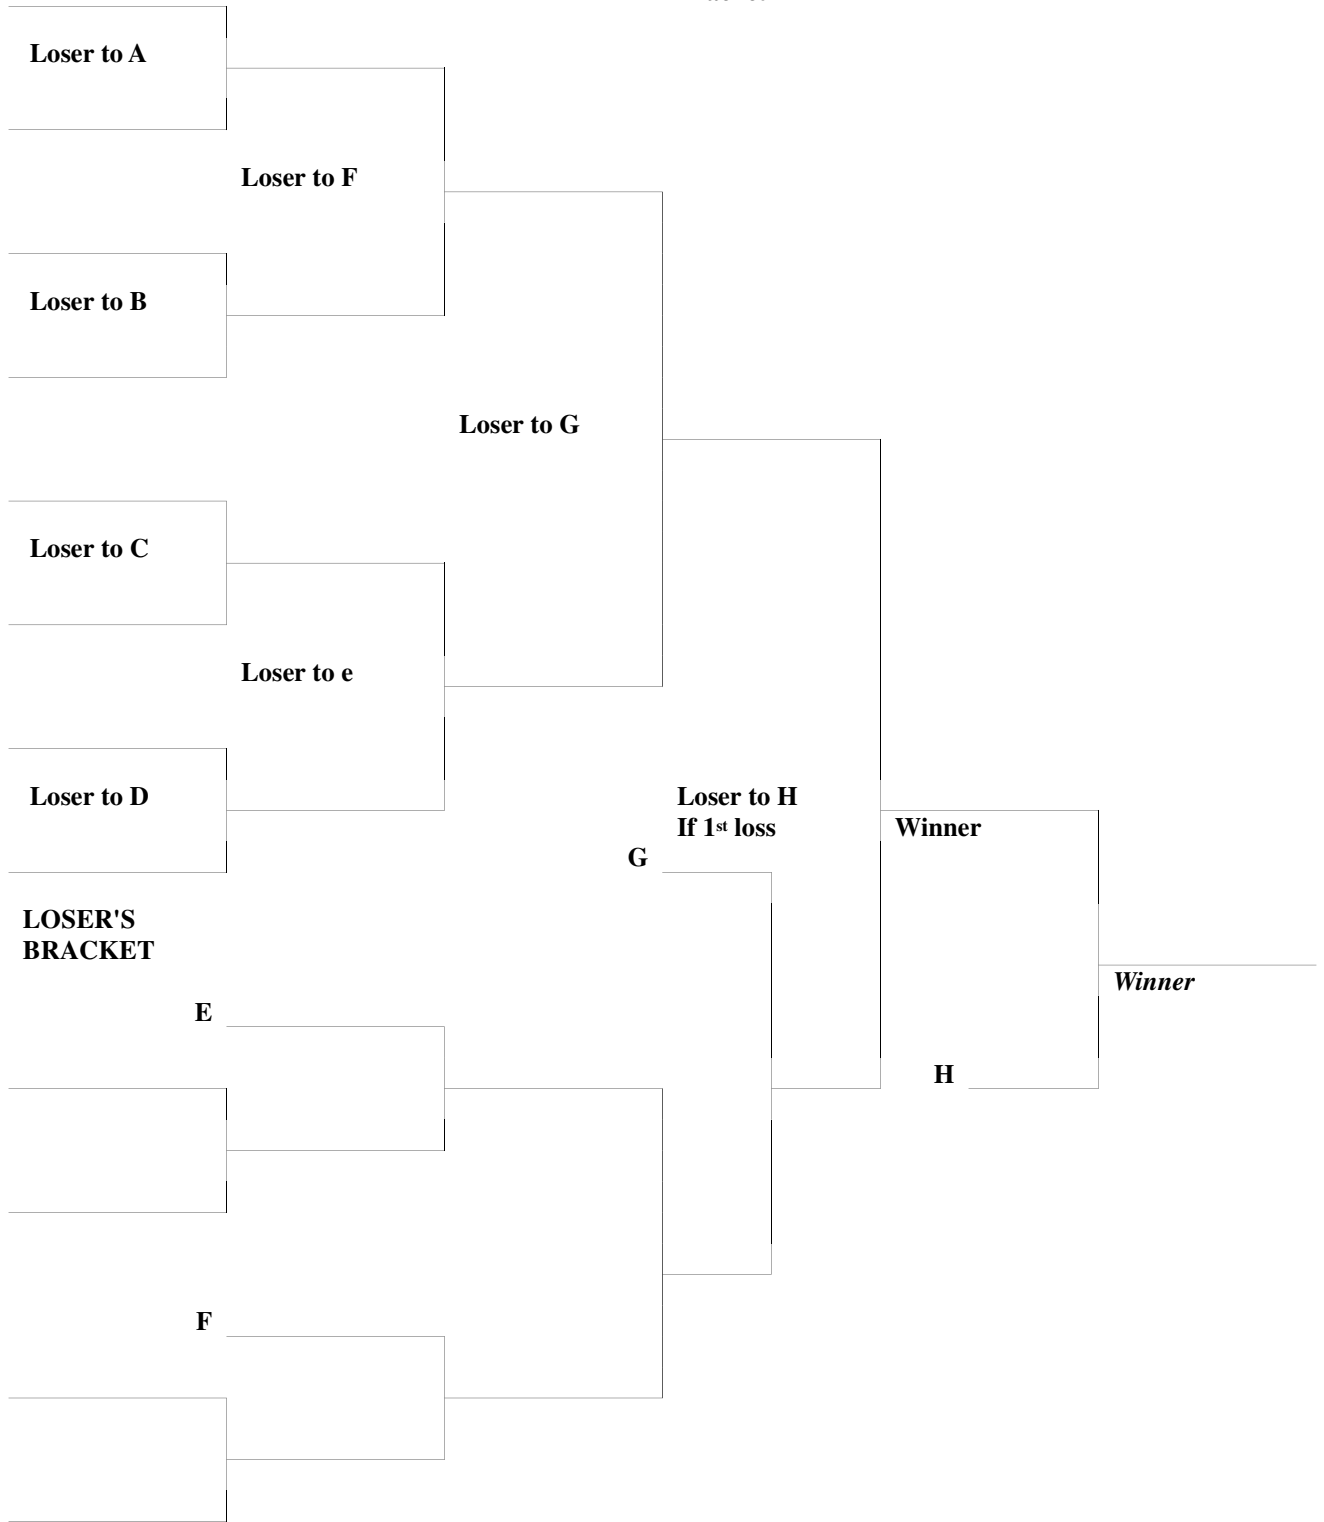 Loser to A
Loser to F
Loser to B
Loser to G
Loser to C
Loser to e
Loser to D
Loser to H
If 1st loss
Winner
G
LOSER'S
BRACKET
Winner
E
H
F